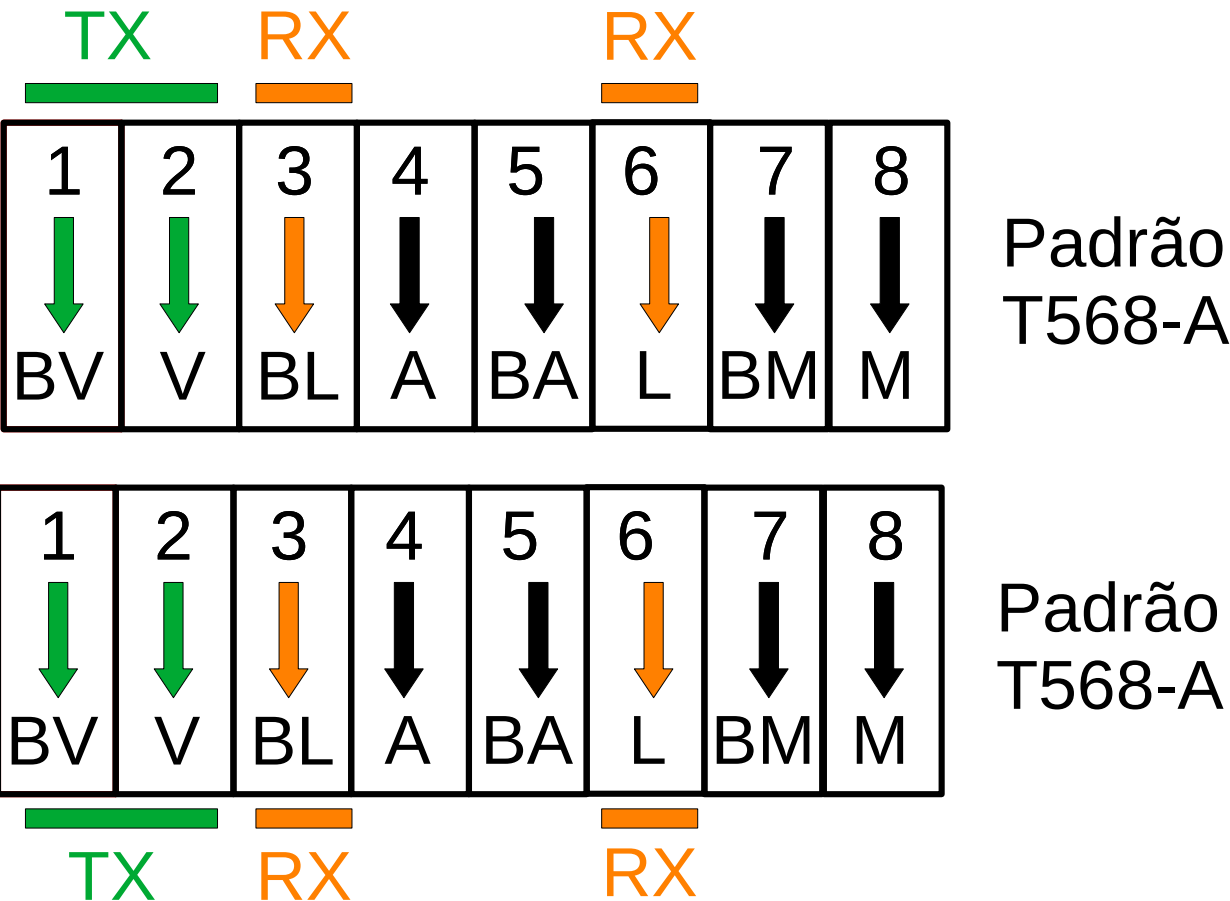 TX RX RX
1 2 3 4 5 6 7 8
BV V BL A BA L BM M
Padrão
T568-A
1 2 3 4 5 6 7 8
BV V BL A BA L BM M
Padrão
T568-A
TX RX RX